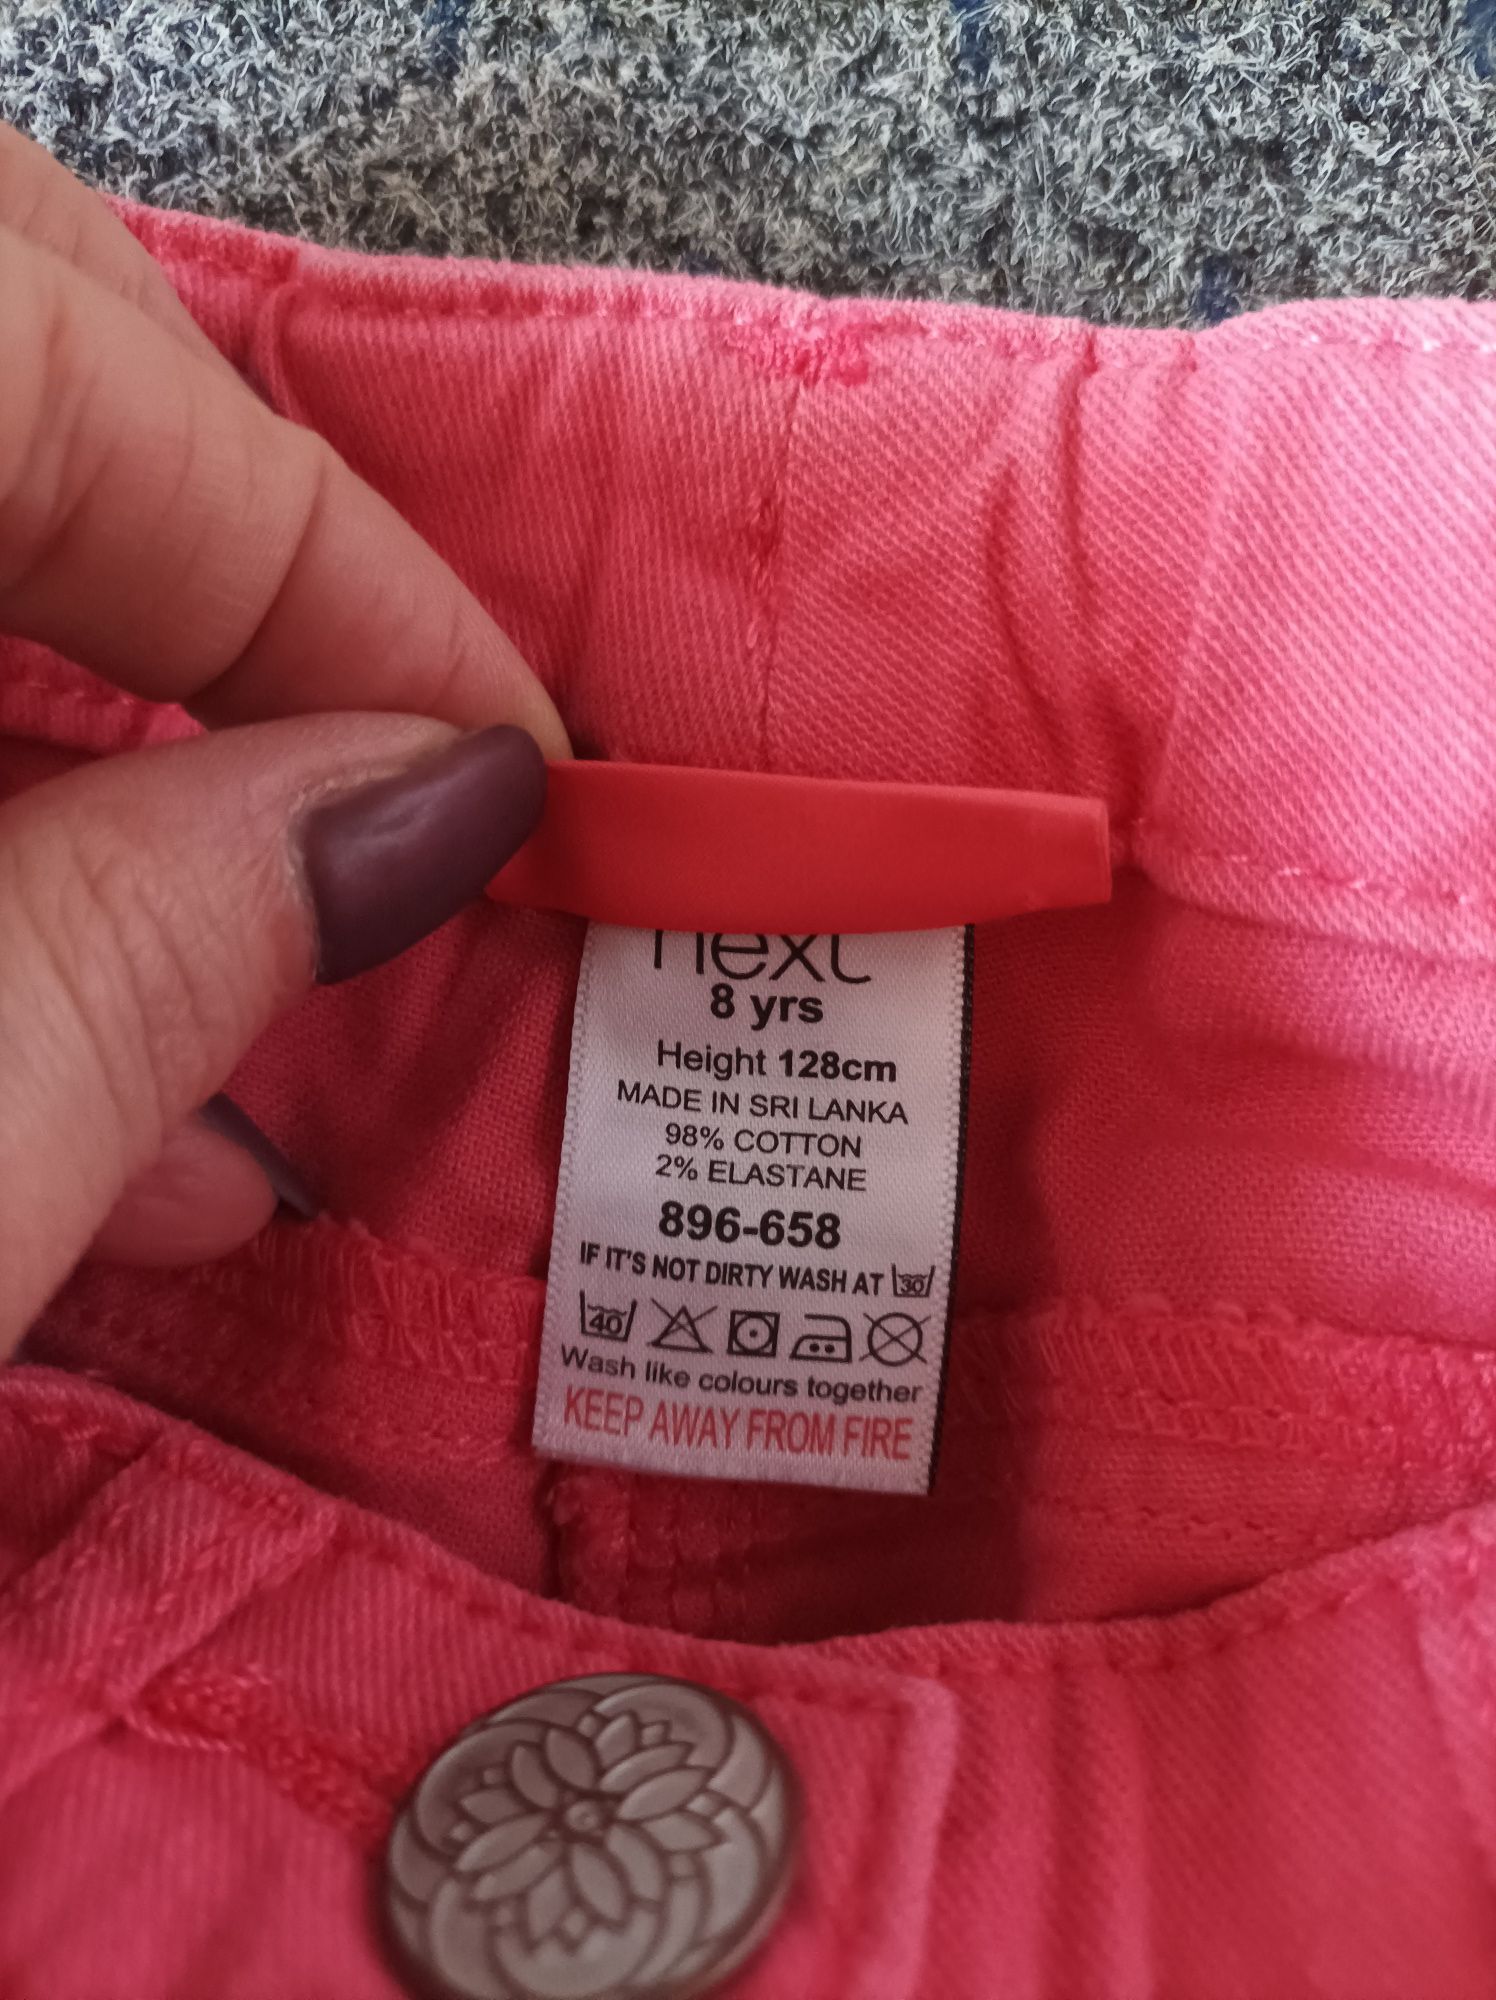 next
8 yrs
Height 128cm
MADE IN SRI LANKA
98% COTTON
2% ELASTANE
896-658
IF IT'S NOT DIRTY WASH AT 30
40
Wash like colours together
KEEP AWAY FROM FIRE